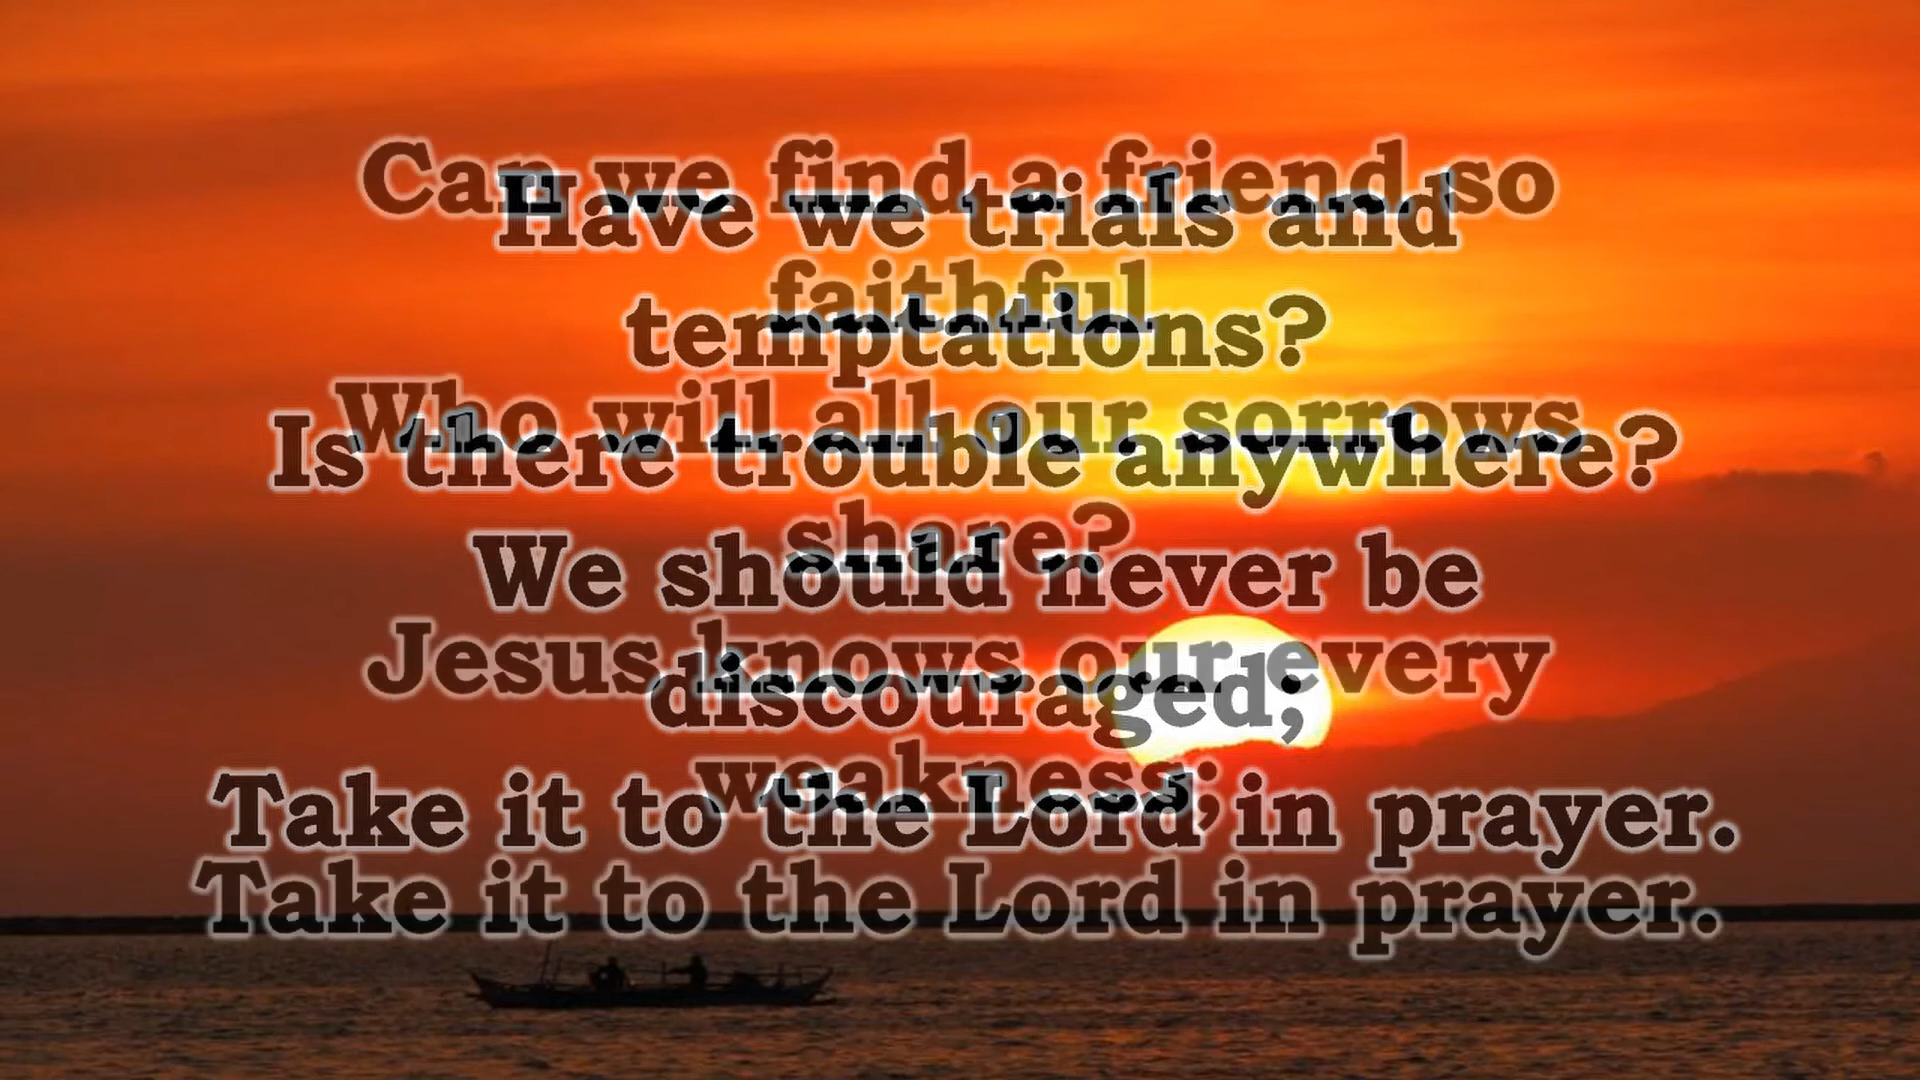 Have we trials and
temptations?
Is there trouble anywhere?
We should never be
discouraged;
Take it to the Lord in prayer.
Can we find a friend so
faithful
Who will all our sorrows
share?
Jesus knows our every
weakness;
Take it to the Lord in prayer.